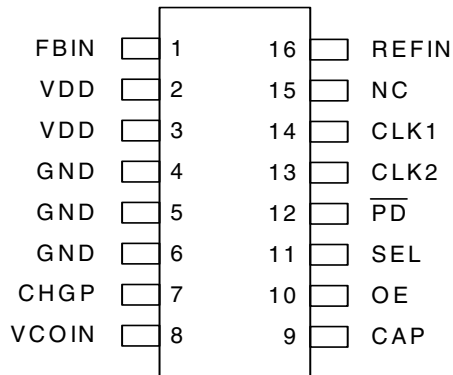 FBIN 1 16 REFIN
VDD 2 15 NC
VDD 3 14 CLK1
GND 4 13 CLK2
GND 5 12 PD
GND 6 11 SEL
CHGP 7 10 OE
VCOIN 8 9 CAP